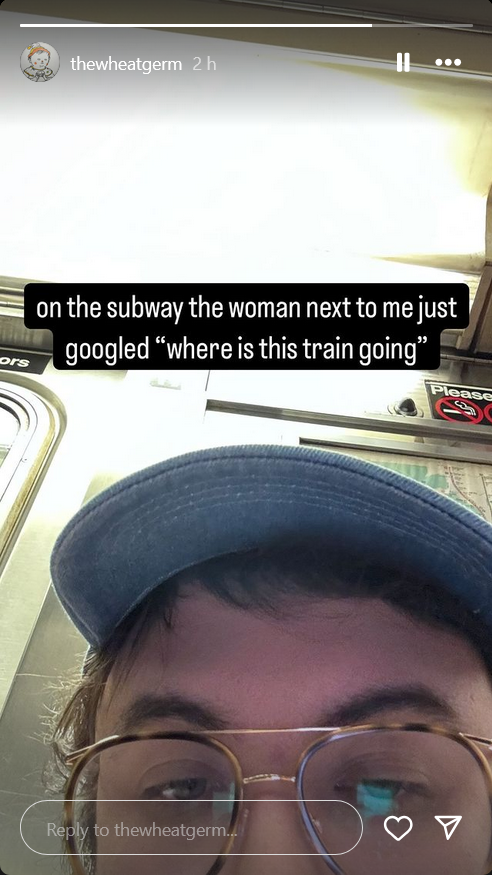 thewheatgerm 2 h
on the subway the woman next to me just
googled “where is this train going”
ors
Please
Reply to thewheatgerm...